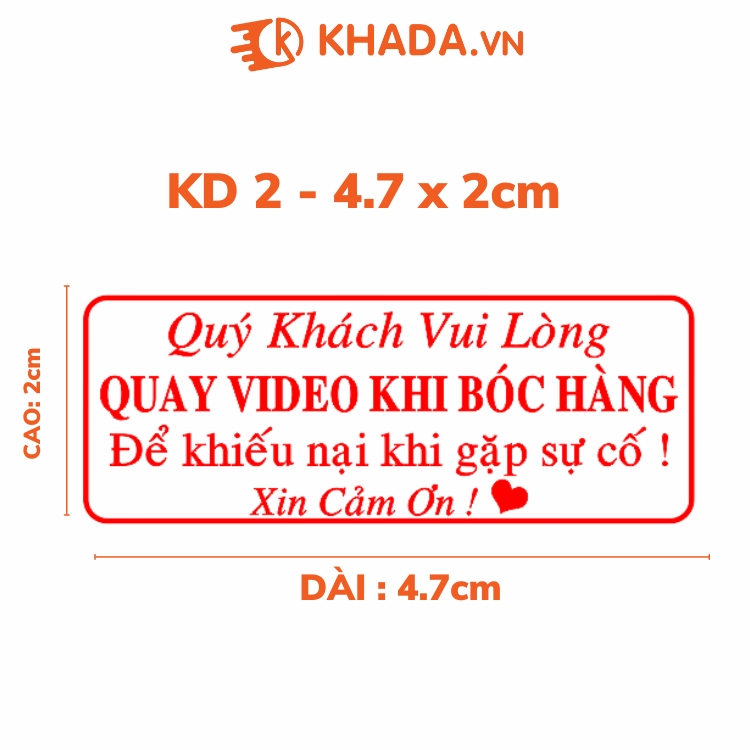 KHADA.VN
KD 2 - 4.7 x 2cm
CAO: 2cm
Quý Khách Vui Lòng
QUAY VIDEO KHI BÓC HÀNG
Để khiếu nại khi gặp sự cố !
Xin Cảm Ơn !
DÀI : 4.7cm